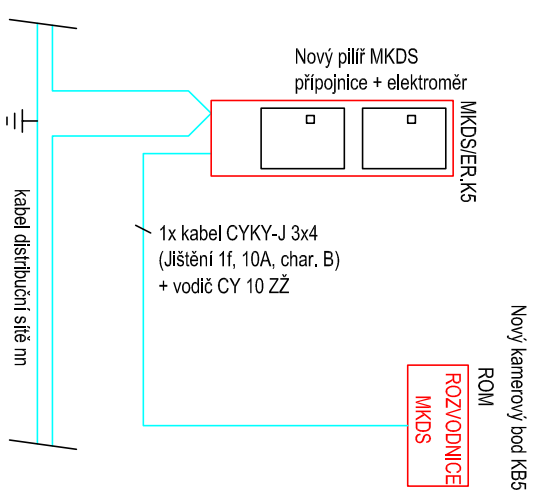 Nový pilíř MKDS
přípojnice + elektroměr
MKDS/ER.K5
1x kabel CYKY-J 3x4
(Jištění 1f, 10A, char. B)
+ vodič CY 10 ZŽ
kabel distribuční sítě nn
Nový kamerový bod KB5
ROM
ROZVODNICE
MKDS